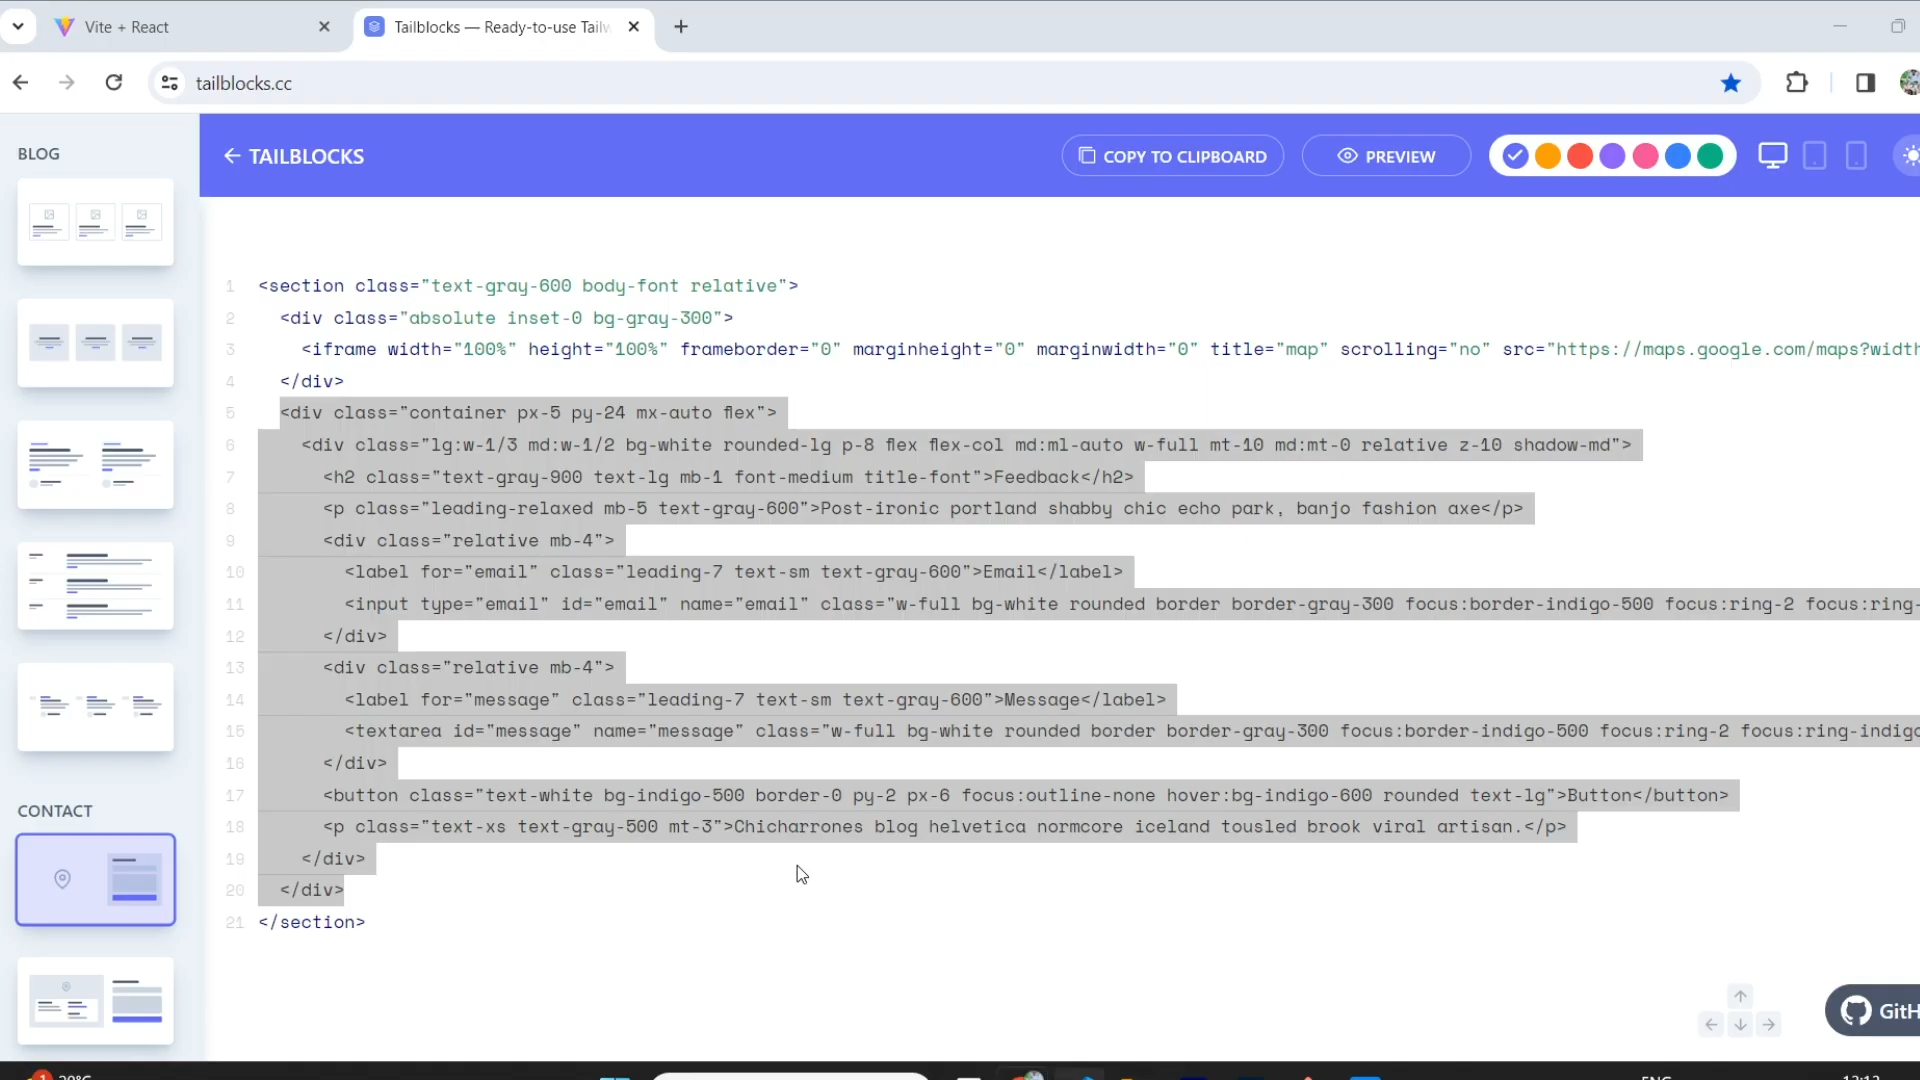 Vite + React
Tailblocks — Ready-to-use Tailw
tailblocks.cc
BLOG
CONTACT
TAILBLOCKS
COPY TO CLIPBOARD
PREVIEW
1 <section class="text-gray-600 body-font relative">
2 <div class="absolute inset-0 bg-gray-300">
3 <iframe width="100%" height="100%" frameborder="0" marginheight="0" marginwidth="0" title="map" scrolling="no" src="https://maps.google.com/maps?width
4 </div>
5 <div class="container px-5 py-24 mx-auto flex">
6 <div class="lg:w-1/3 md:w-1/2 bg-white rounded-lg p-8 flex flex-col md:ml-auto w-full mt-10 md:mt-0 relative z-10 shadow-md">
7 <h2 class="text-gray-900 text-lg mb-1 font-medium title-font">Feedback</h2>
8 <p class="leading-relaxed mb-5 text-gray-600">Post-ironic portland shabby chic echo park, banjo fashion axe</p>
9 <div class="relative mb-4">
10 <label for="email" class="leading-7 text-sm text-gray-600">Email</label>
11 <input type="email" id="email" name="email" class="w-full bg-white rounded border border-gray-300 focus:border-indigo-500 focus:ring-2 focus:ring-
12 </div>
13 <div class="relative mb-4">
14 <label for="message" class="leading-7 text-sm text-gray-600">Message</label>
15 <textarea id="message" name="message" class="w-full bg-white rounded border border-gray-300 focus:border-indigo-500 focus:ring-2 focus:ring-indigo
16 </div>
17 <button class="text-white bg-indigo-500 border-0 py-2 px-6 focus:outline-none hover:bg-indigo-600 rounded text-lg">Button</button>
18 <p class="text-xs text-gray-500 mt-3">Chicharrones blog helvetica normcore iceland tousled brook viral artisan.</p>
19 </div>
20 </div>
21 </section>
GitH
1